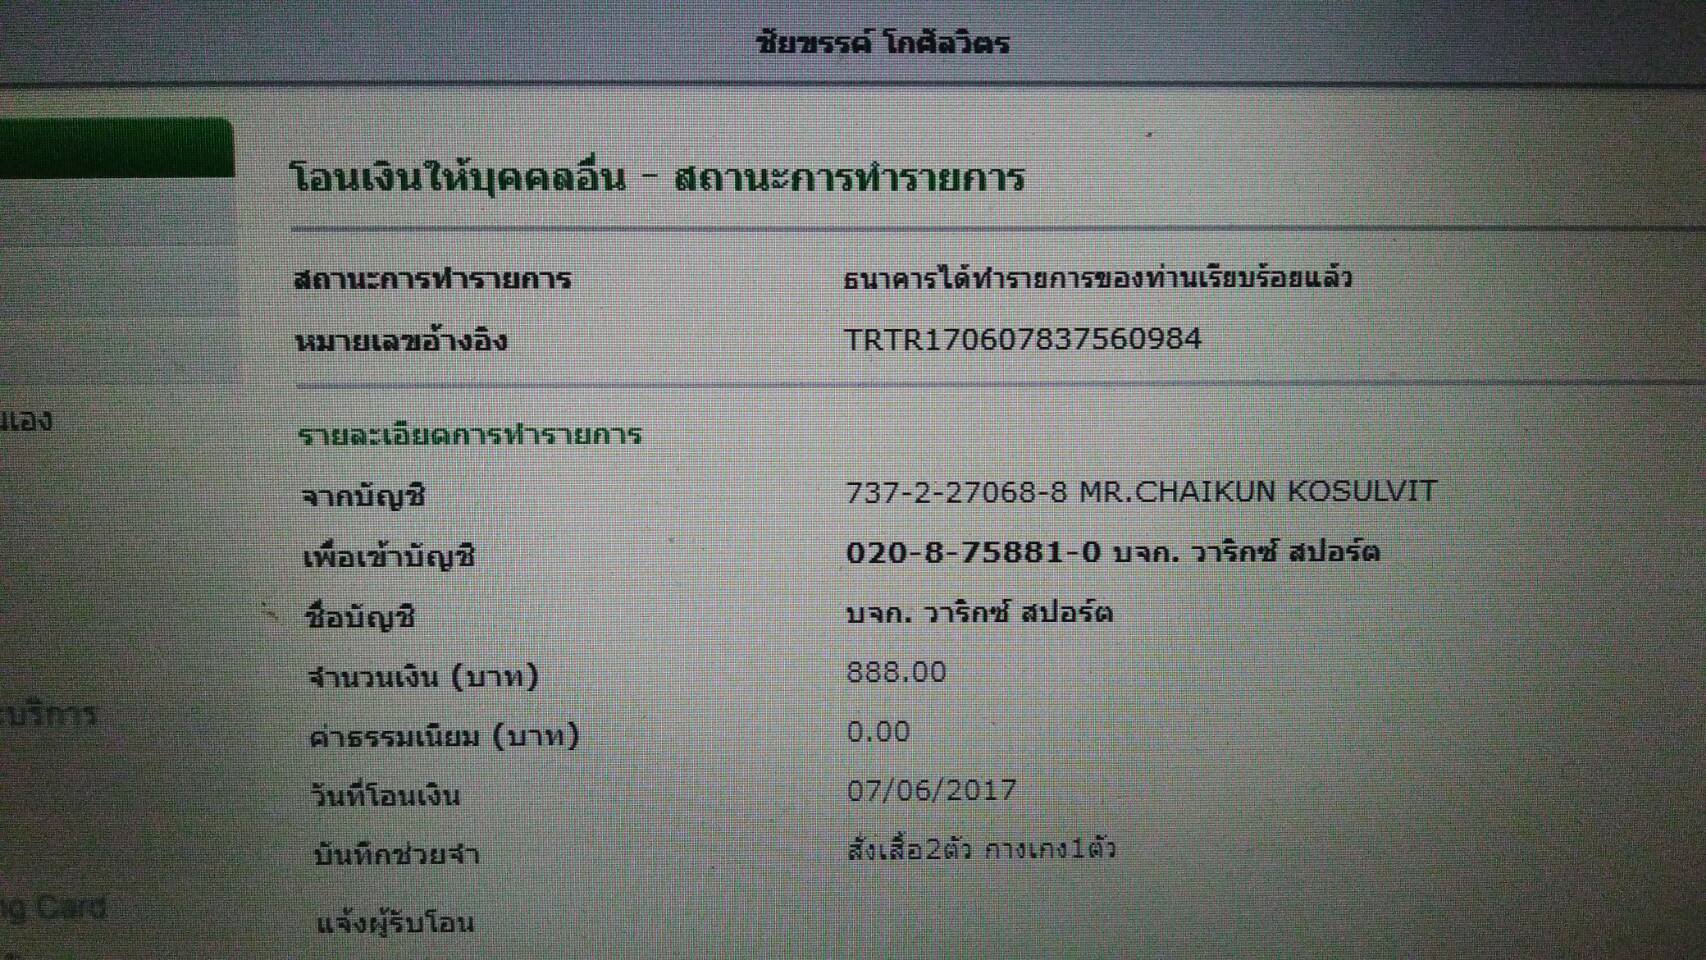 ชัยขรรค์ โกศัลวิตร
โอนเงินให้บุคคลอื่น - สถานะการทำรายการ
สถานะการทำรายการ ธนาคารได้ทำรายการของท่านเรียบร้อยแล้ว
หมายเลขอ้างอิง TRTR170607837560984
นเอง
รายละเอียดการทำรายการ
จากบัญชี 737-2-27068-8 MR.CHAIKUN KOSULVIT
เพื่อเข้าบัญชี 020-8-75881-0 บจก. วาริกซ์ สปอร์ต
ชื่อบัญชี บจก. วาริกซ์ สปอร์ต
จำนวนเงิน (บาท) 888.00
ะบริการ
ค่าธรรมเนียม (บาท) 0.00
วันที่โอนเงิน 07/06/2017
บันทึกช่วยจำ สั่งเสื้อ2ตัว กางเกง1ตัว
ng Card
แจ้งผู้รับโอน